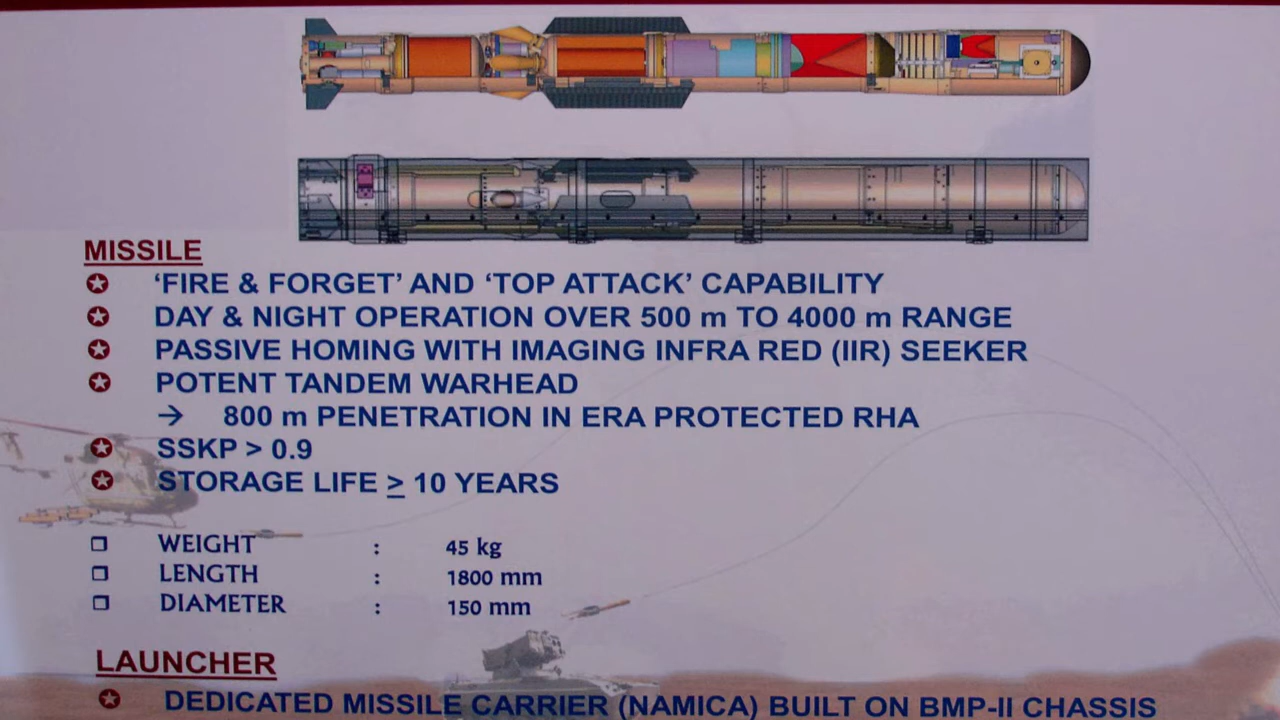 MISSILE
‘FIRE & FORGET’ AND ‘TOP ATTACK’ CAPABILITY
DAY & NIGHT OPERATION OVER 500 m TO 4000 m RANGE
PASSIVE HOMING WITH IMAGING INFRA RED (IIR) SEEKER
POTENT TANDEM WARHEAD
→ 800 m PENETRATION IN ERA PROTECTED RHA
SSKP > 0.9
STORAGE LIFE ≥ 10 YEARS
WEIGHT : 45 kg
LENGTH : 1800 mm
DIAMETER : 150 mm
LAUNCHER
DEDICATED MISSILE CARRIER (NAMICA) BUILT ON BMP-II CHASSIS